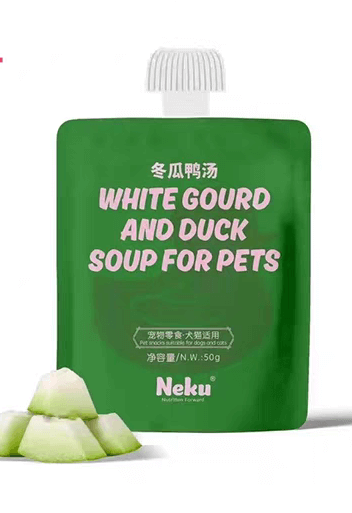 冬瓜鸭汤
WHITE GOURD
AND DUCK
SOUP FOR PETS
宠物零食·犬猫适用
Pet snacks suitable for dogs and cats
净含量/N.W.:50g
Neku®
Nutrition Forward